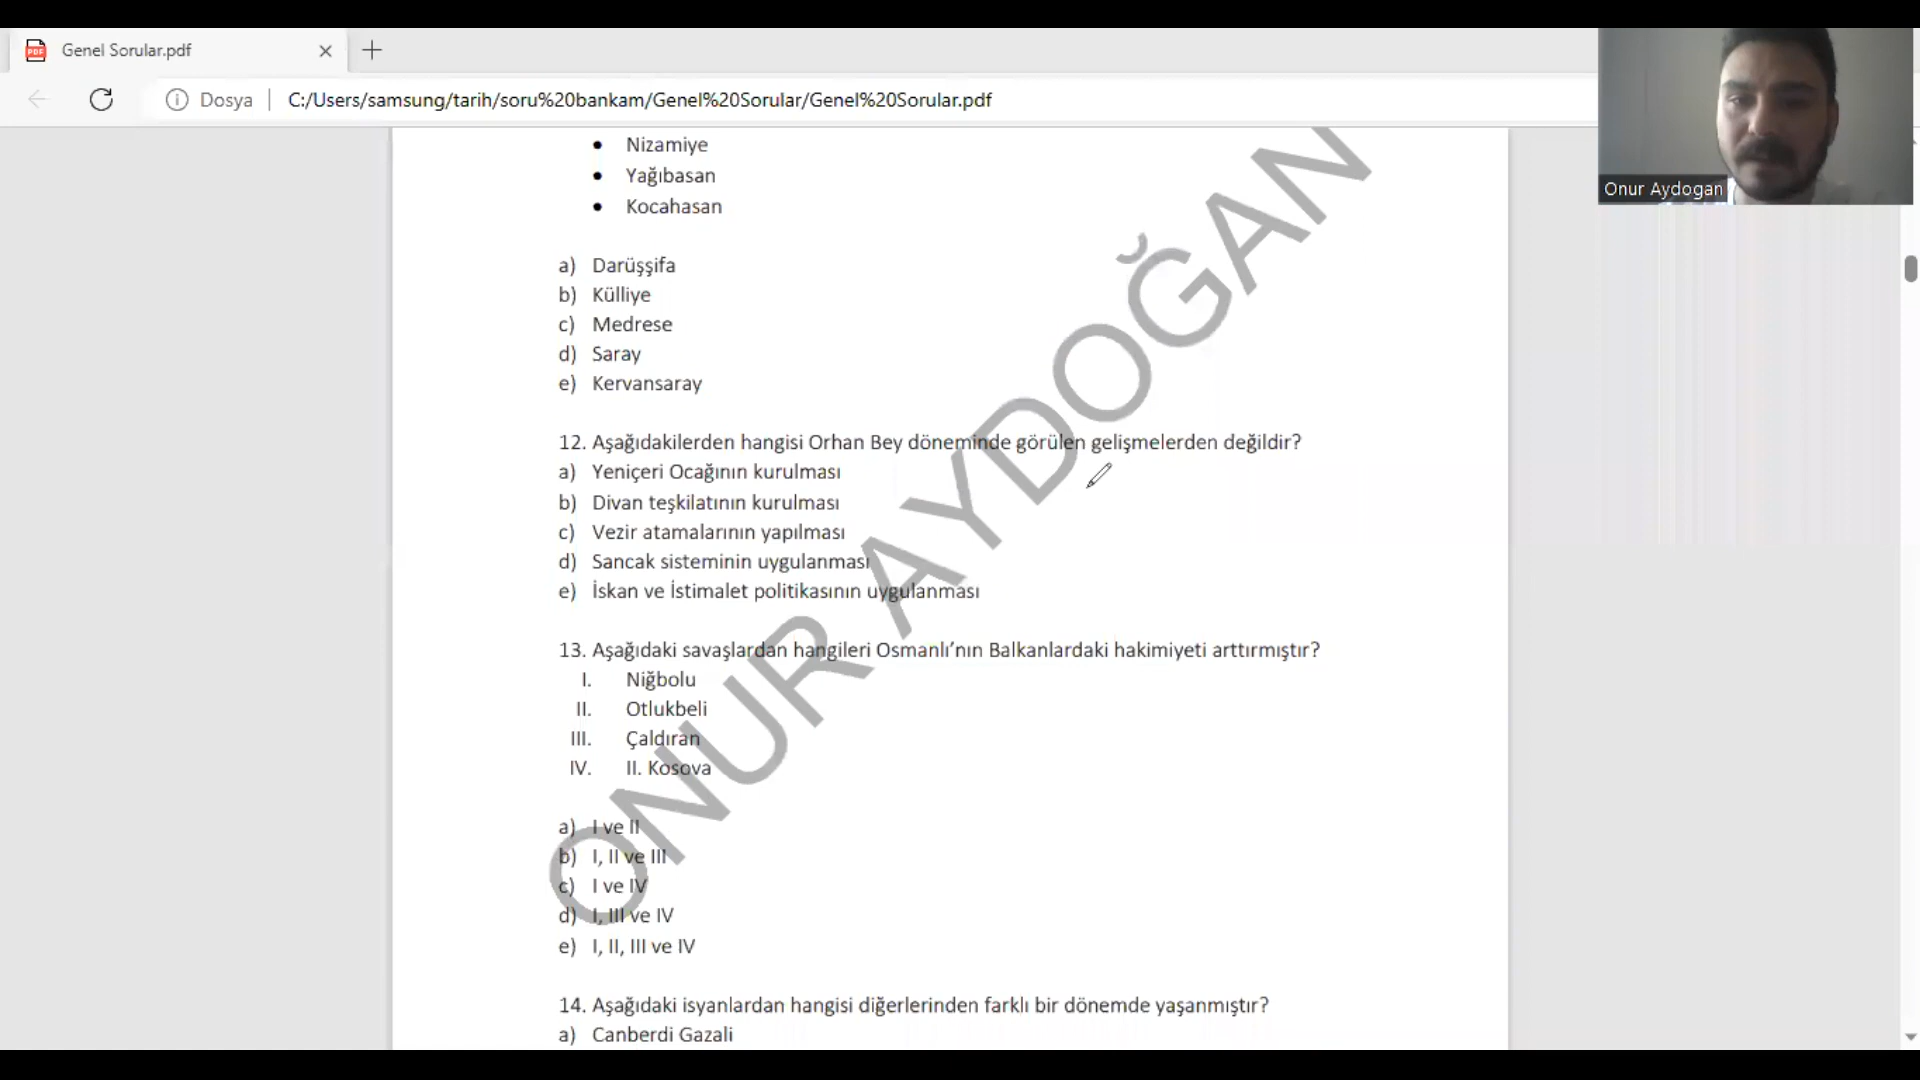 Genel Sorular.pdf
Dosya
C:/Users/samsung/tarih/soru%20bankam/Genel%20Sorular/Genel%20Sorular.pdf
Onur Aydogan
• Nizamiye
• Yağıbasan
• Kocahasan
a) Darüşşifa
b) Külliye
c) Medrese
d) Saray
e) Kervansaray
12. Aşağıdakilerden hangisi Orhan Bey döneminde görülen gelişmelerden değildir?
a) Yeniçeri Ocağının kurulması
b) Divan teşkilatının kurulması
c) Vezir atamalarının yapılması
d) Sancak sisteminin uygulanması
e) İskan ve İstimalet politikasının uygulanması
13. Aşağıdaki savaşlardan hangileri Osmanlı’nın Balkanlardaki hakimiyeti arttırmıştır?
I. Niğbolu
II. Otlukbeli
III. Çaldıran
IV. II. Kosova
a) I ve II
b) I, II ve III
c) I ve IV
d) I, III ve IV
e) I, II, III ve IV
14. Aşağıdaki isyanlardan hangisi diğerlerinden farklı bir dönemde yaşanmıştır?
a) Canberdi Gazali
ONUR AYDOĞAN